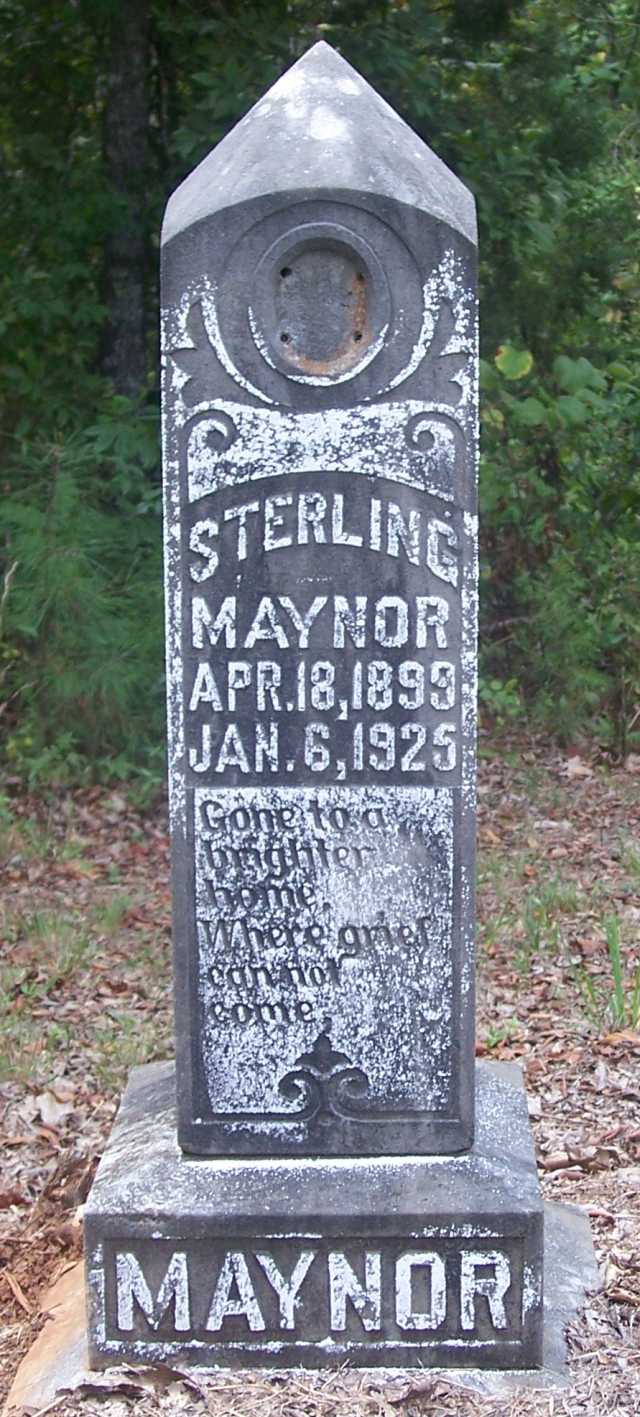 STERLING
MAYNOR
APR. 18, 1899
JAN. 6, 1925
Gone to a
brighter
home,
Where grief
can not
come.
MAYNOR